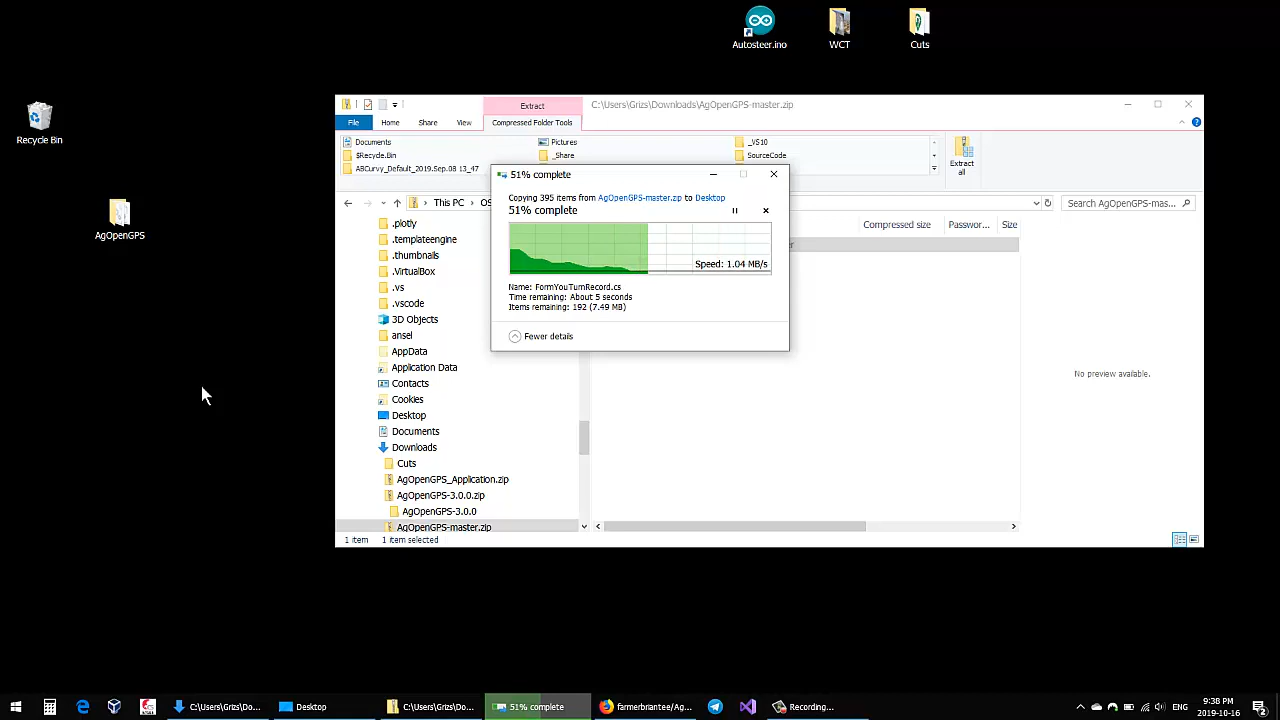 Autosteer.ino
WCT
Cuts
Recycle Bin
AgOpenGPS
Extract
C:\Users\Grizs\Downloads\AgOpenGPS-master.zip
File
Home
Share
View
Compressed Folder Tools
Documents
Pictures
_VS10
$Recyde.Bin
_Share
SourceCode
ABCurvy_Default_2019.Sep.08 13_47
Extract
all
This PC
OS
Search AgOpenGPS-mas...
51% complete
Copying 395 items from AgOpenGPS-master.zip to Desktop
51% complete
Speed: 1.04 MB/s
Name: FormYouTurnRecord.cs
Time remaining: About 5 seconds
Items remaining: 192 (7.49 MB)
Fewer details
Compressed size
Passwor...
Size
.plotly
.templateengine
.thumbnails
.VirtualBox
.vs
.vscode
3D Objects
ansel
AppData
Application Data
Contacts
Cookies
Desktop
Documents
Downloads
Cuts
AgOpenGPS_Application.zip
AgOpenGPS-3.0.0.zip
AgOpenGPS-3.0.0
AgOpenGPS-master.zip
No preview available.
1 item
1 item selected
C:\Users\Grizs\Do...
Desktop
C:\Users\Grizs\Do...
51% complete
farmerbriantee/Ag...
Recording...
ENG
9:38 PM
2019-10-16
2